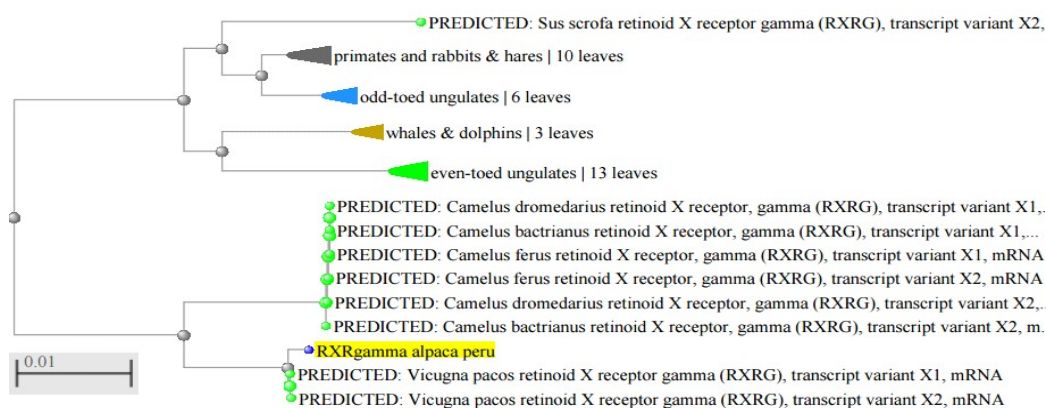 PREDICTED: Sus scrofa retinoid X receptor gamma (RXRG), transcript variant X2,
primates and rabbits & hares | 10 leaves
odd-toed ungulates | 6 leaves
whales & dolphins | 3 leaves
even-toed ungulates | 13 leaves
PREDICTED: Camelus dromedarius retinoid X receptor, gamma (RXRG), transcript variant X1,..
PREDICTED: Camelus bactrianus retinoid X receptor, gamma (RXRG), transcript variant X1,...
PREDICTED: Camelus ferus retinoid X receptor, gamma (RXRG), transcript variant X1, mRNA
PREDICTED: Camelus ferus retinoid X receptor, gamma (RXRG), transcript variant X2, mRNA
PREDICTED: Camelus dromedarius retinoid X receptor, gamma (RXRG), transcript variant X2,..
PREDICTED: Camelus bactrianus retinoid X receptor, gamma (RXRG), transcript variant X2, m.
RXRgamma alpaca peru
0.01
PREDICTED: Vicugna pacos retinoid X receptor gamma (RXRG), transcript variant X1, mRNA
PREDICTED: Vicugna pacos retinoid X receptor gamma (RXRG), transcript variant X2, mRNA